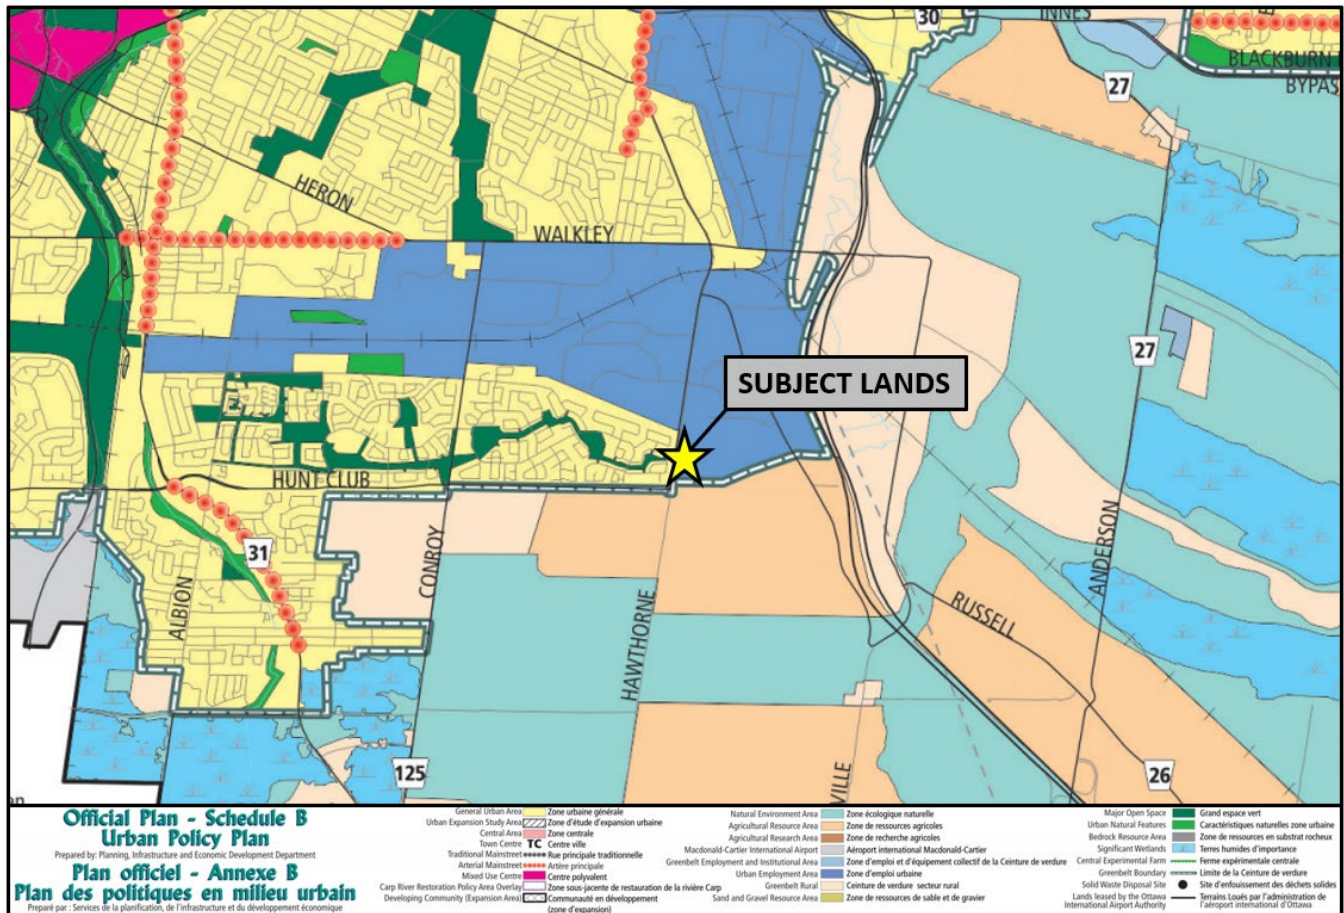 30
INNES
BLACKBURN
BYPAS
27
HERON
WALKLEY
27
SUBJECT LANDS
HUNT CLUB
31
CONROY
ALBION
HAWTHORNE
ANDERSON
RUSSELL
125
VILLE
26
Official Plan - Schedule B
Urban Policy Plan
Prepared by: Planning, Infrastructure and Economic Development Department
Plan officiel - Annexe B
Plan des politiques en milieu urbain
Préparé par : Services de la planification, de l'infrastructure et du développement économique
General Urban Area Zone urbaine générale
Urban Expansion Study Area Zone d'étude d'expansion urbaine
Central Area Zone centrale
Town Centre TC Centre ville
Traditional Mainstreet Rue principale traditionnelle
Arterial Mainstreet Artère principale
Mixed Use Centre Centre polyvalent
Carp River Restoration Policy Area Overlay Zone sous-jacente de restauration de la rivière Carp
Developing Community (Expansion Area) Communauté en développement
(zone d'expansion)
Natural Environment Area Zone écologique naturelle
Agricultural Resource Area Zone de ressources agricoles
Agricultural Research Area Zone de recherche agricoles
Macdonald-Cartier International Airport Aéroport international Macdonald-Cartier
Greenbelt Employment and Institutional Area Zone d'emploi et d'équipement collectif de la Ceinture de verdure
Urban Employment Area Zone d'emploi urbaine
Greenbelt Rural Ceinture de verdure secteur rural
Sand and Gravel Resource Area Zone de ressources de sable et de gravier
Major Open Space Grand espace vert
Urban Natural Features Caractéristiques naturelles zone urbaine
Bedrock Resource Area Zone de ressources en substrat rocheux
Significant Wetlands Terres humides d'importance
Central Experimental Farm Ferme expérimentale centrale
Greenbelt Boundary Limite de la Ceinture de verdure
Solid Waste Disposal Site Site d'enfouissement des déchets solides
Lands leased by the Ottawa Terrains Loués par l'administration de
International Airport Authority l'aéroport international d'Ottawa